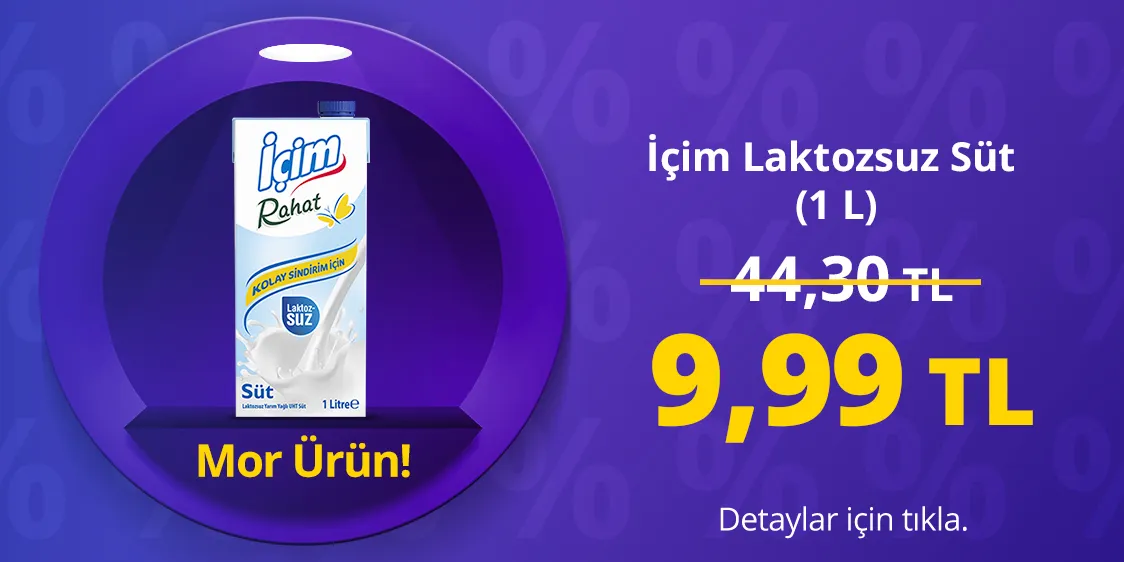 içim
Rahat
KOLAY SİNDİRİM İÇİN
Laktoz-
suz
Süt
Laktozsuz Yarım Yağlı UHT Süt
1 Litre℮
Mor Ürün!
İçim Laktozsuz Süt
(1 L)
44,30 TL
9,99 TL
Detaylar için tıkla.